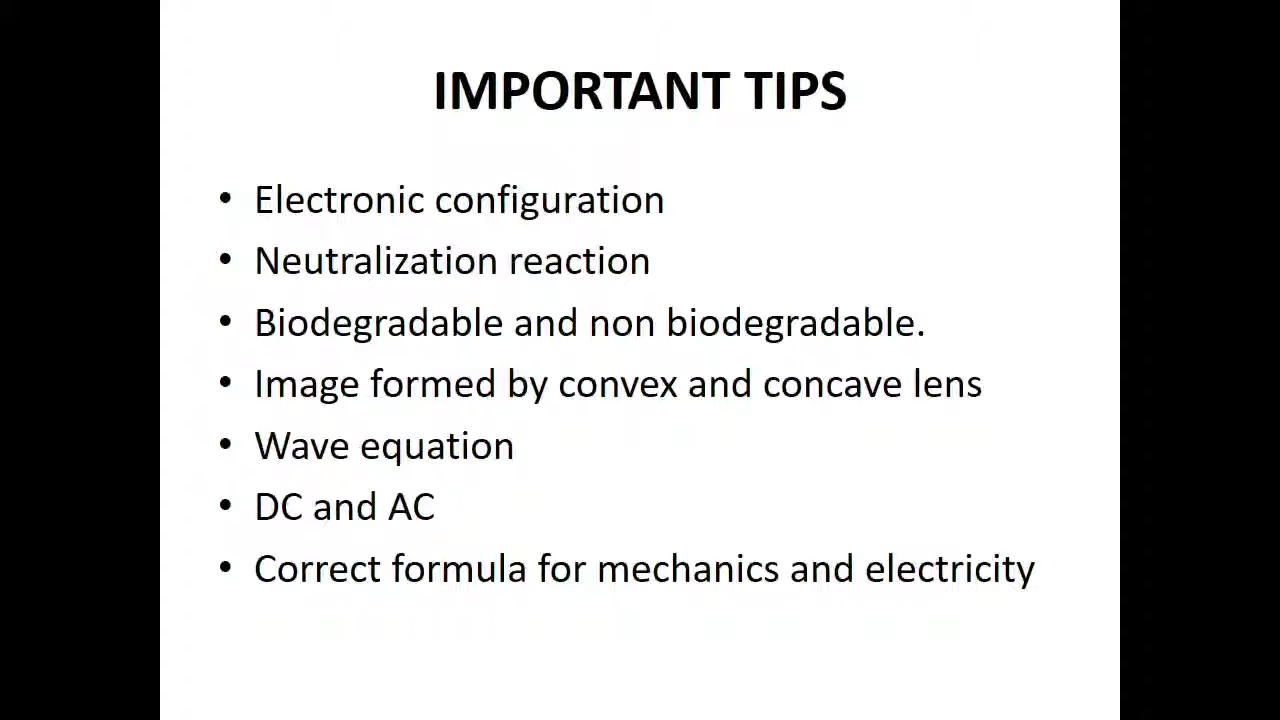 IMPORTANT TIPS
• Electronic configuration
• Neutralization reaction
• Biodegradable and non biodegradable.
• Image formed by convex and concave lens
• Wave equation
• DC and AC
• Correct formula for mechanics and electricity